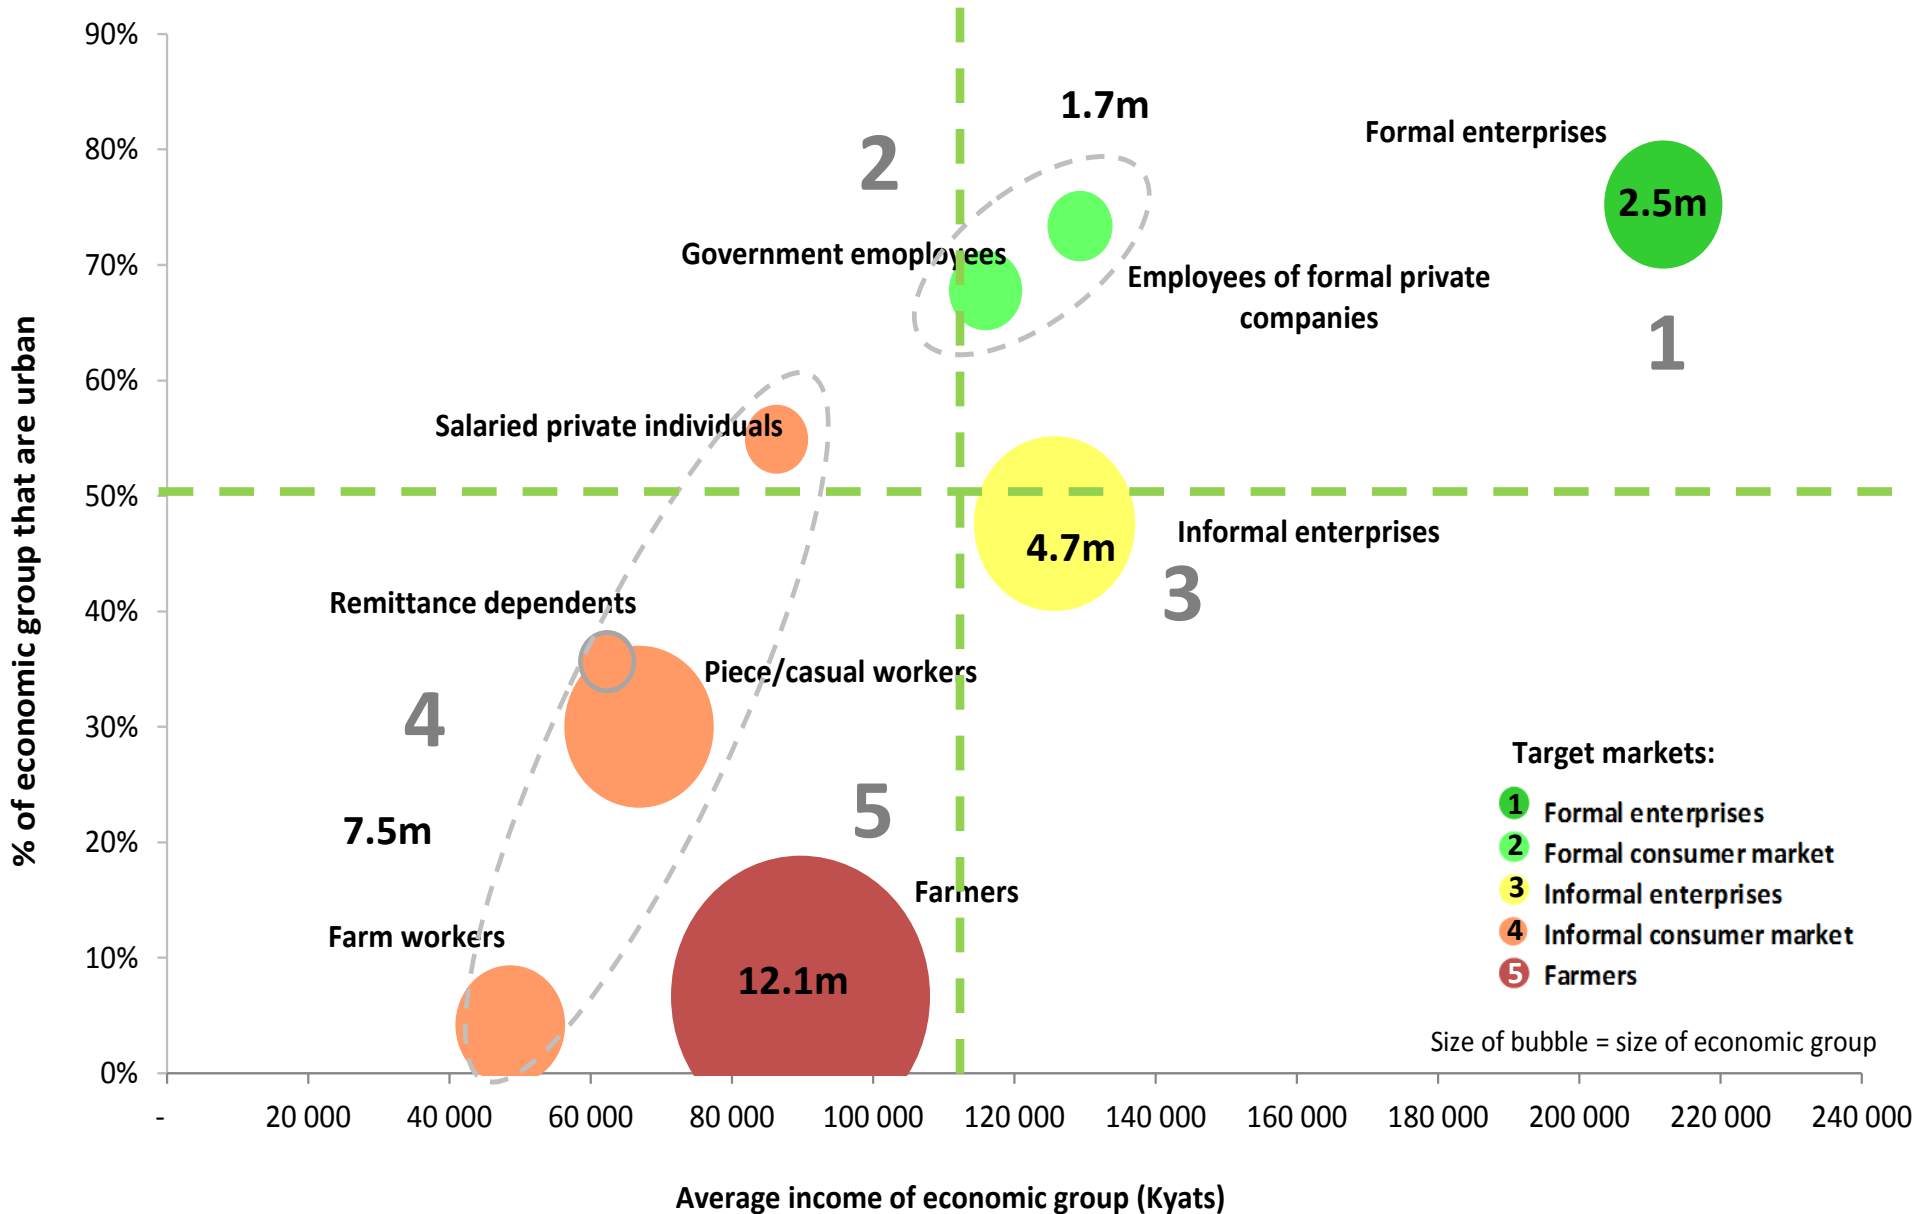 90%
1.7m
Formal enterprises
80%
2
2.5m
Government emoployees
70%
Employees of formal private
companies
1
60%
Salaried private individuals
50%
Informal enterprises
4.7m
3
Remittance dependents
40%
Piece/casual workers
4
30%
7.5m
5
20%
Farmers
Farm workers
10%
12.1m
0%
% of economic group that are urban
Target markets:
1 Formal enterprises
2 Formal consumer market
3 Informal enterprises
4 Informal consumer market
5 Farmers
Size of bubble = size of economic group
- 20 000 40 000 60 000 80 000 100 000 120 000 140 000 160 000 180 000 200 000 220 000 240 000
Average income of economic group (Kyats)